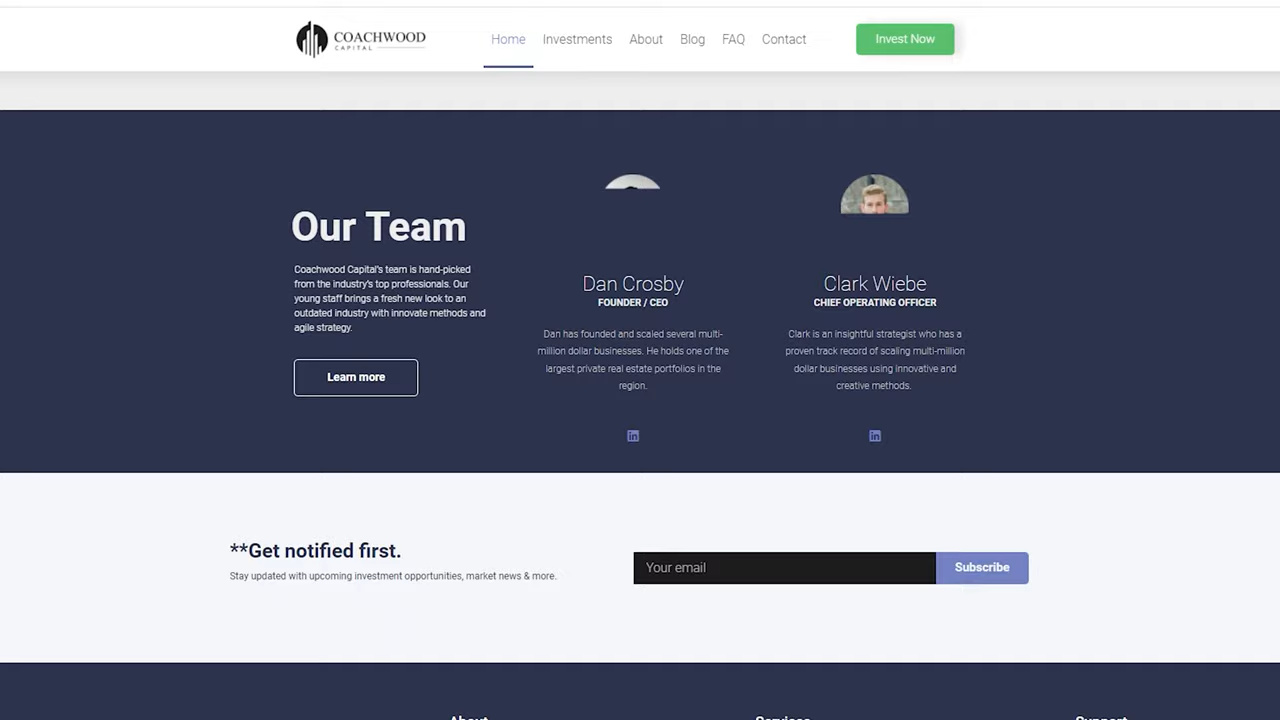 COACHWOOD
CAPITAL
Home Investments About Blog FAQ Contact
Invest Now
Our Team
Coachwood Capital's team is hand-picked
from the industry's top professionals. Our
young staff brings a fresh new look to an
outdated industry with innovate methods and
agile strategy.
Learn more
Dan Crosby
FOUNDER / CEO
Dan has founded and scaled several multi-
million dollar businesses. He holds one of the
largest private real estate portfolios in the
region.
Clark Wiebe
CHIEF OPERATING OFFICER
Clark is an insightful strategist who has a
proven track record of scaling multi-million
dollar businesses using innovative and
creative methods.
in
in
**Get notified first.
Stay updated with upcoming investment opportunities, market news & more.
Your email
Subscribe
About Services Support